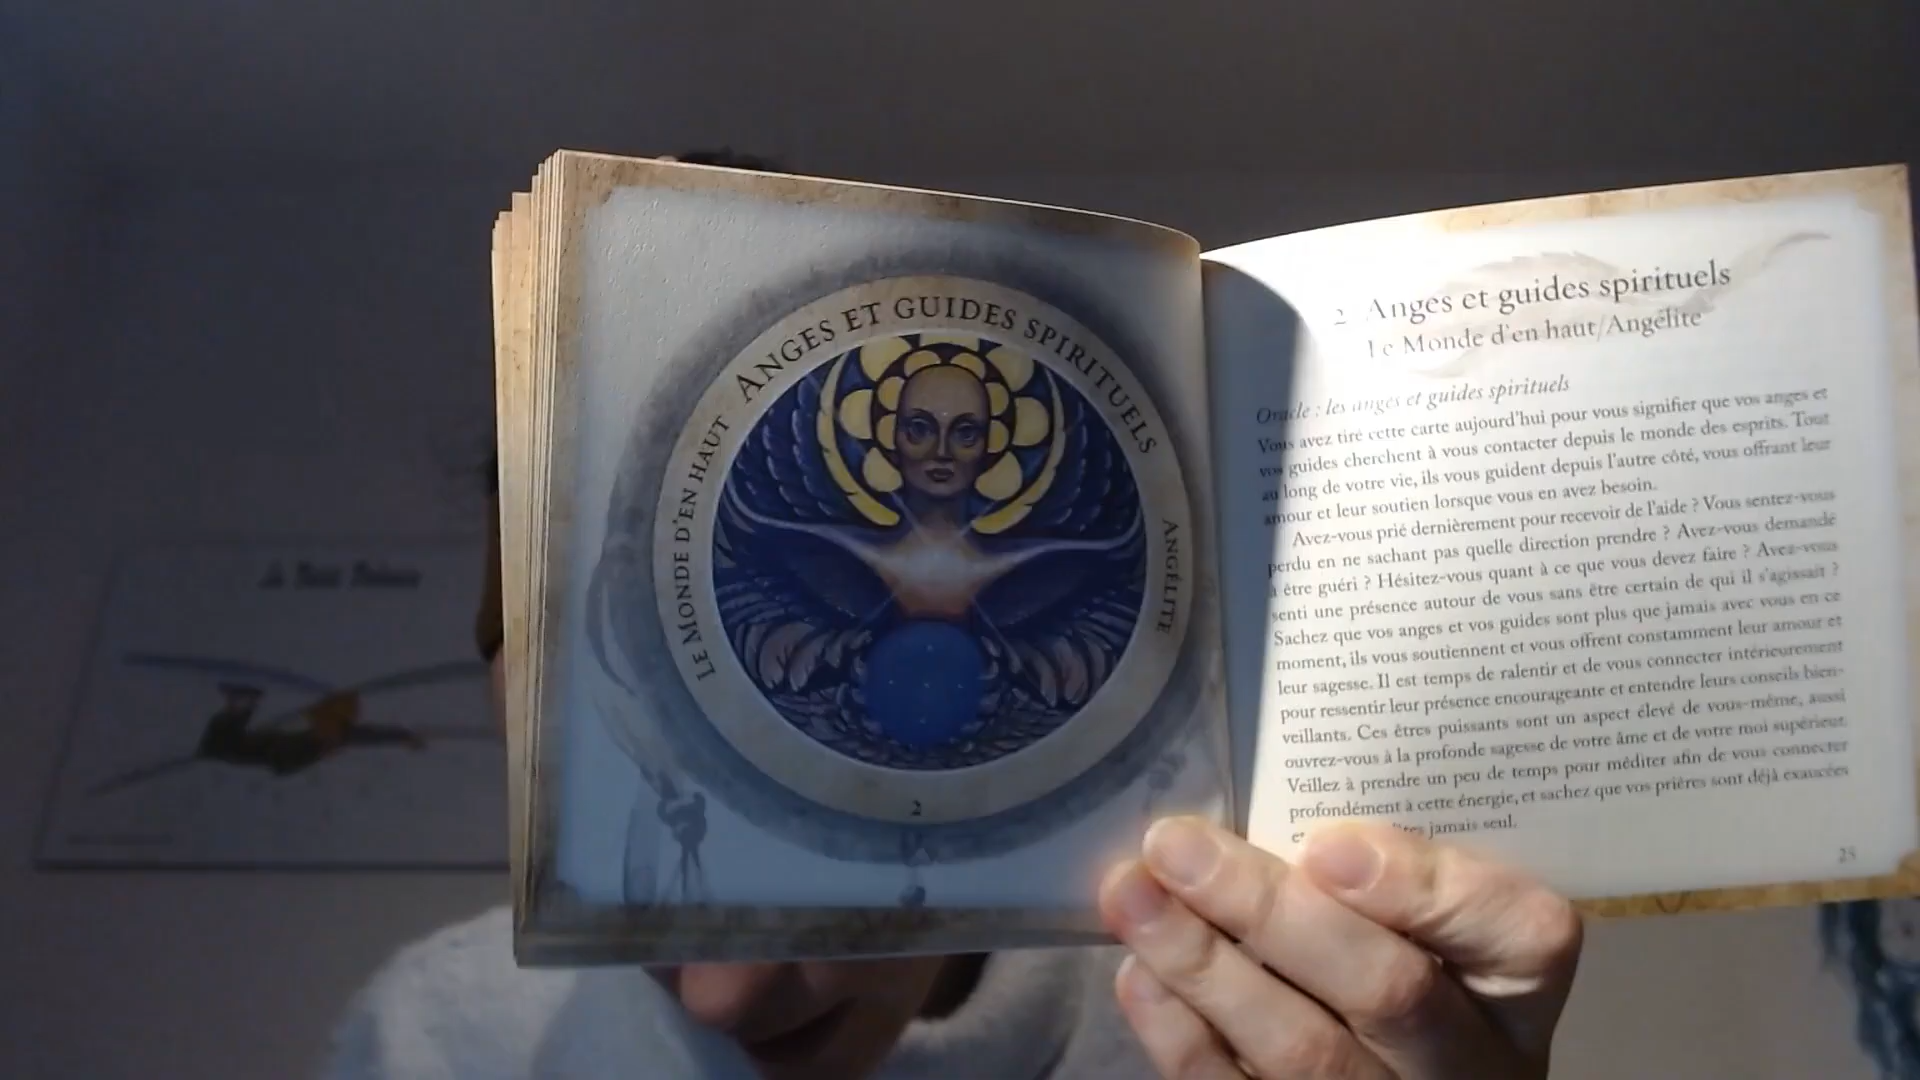 ANGES ET GUIDES SPIRITUELS
LE MONDE D'EN HAUT
ANGÉLITE
2
2 Anges et guides spirituels
Le Monde d'en haut/Angélite
Oracle : les anges et guides spirituels
Vous avez tiré cette carte aujourd'hui pour vous signifier que vos anges et
vos guides cherchent à vous contacter depuis le monde des esprits. Tout
au long de votre vie, ils vous guident depuis l'autre côté, vous offrant leur
amour et leur soutien lorsque vous en avez besoin.
Avez-vous prié dernièrement pour recevoir de l'aide ? Vous sentez-vous
perdu en ne sachant pas quelle direction prendre ? Avez-vous demandé
à être guéri ? Hésitez-vous quant à ce que vous devez faire ? Avez-vous
senti une présence autour de vous sans être certain de qui il s'agissait ?
Sachez que vos anges et vos guides sont plus que jamais avec vous en ce
moment, ils vous soutiennent et vous offrent constamment leur amour et
leur sagesse. Il est temps de ralentir et de vous connecter intérieurement
pour ressentir leur présence encourageante et entendre leurs conseils bien-
veillants. Ces êtres puissants sont un aspect élevé de vous-même, aussi
ouvrez-vous à la profonde sagesse de votre âme et de votre moi supérieur.
Veillez à prendre un peu de temps pour méditer afin de vous connecter
profondément à cette énergie, et sachez que vos prières sont déjà exaucées
jamais seul.
25